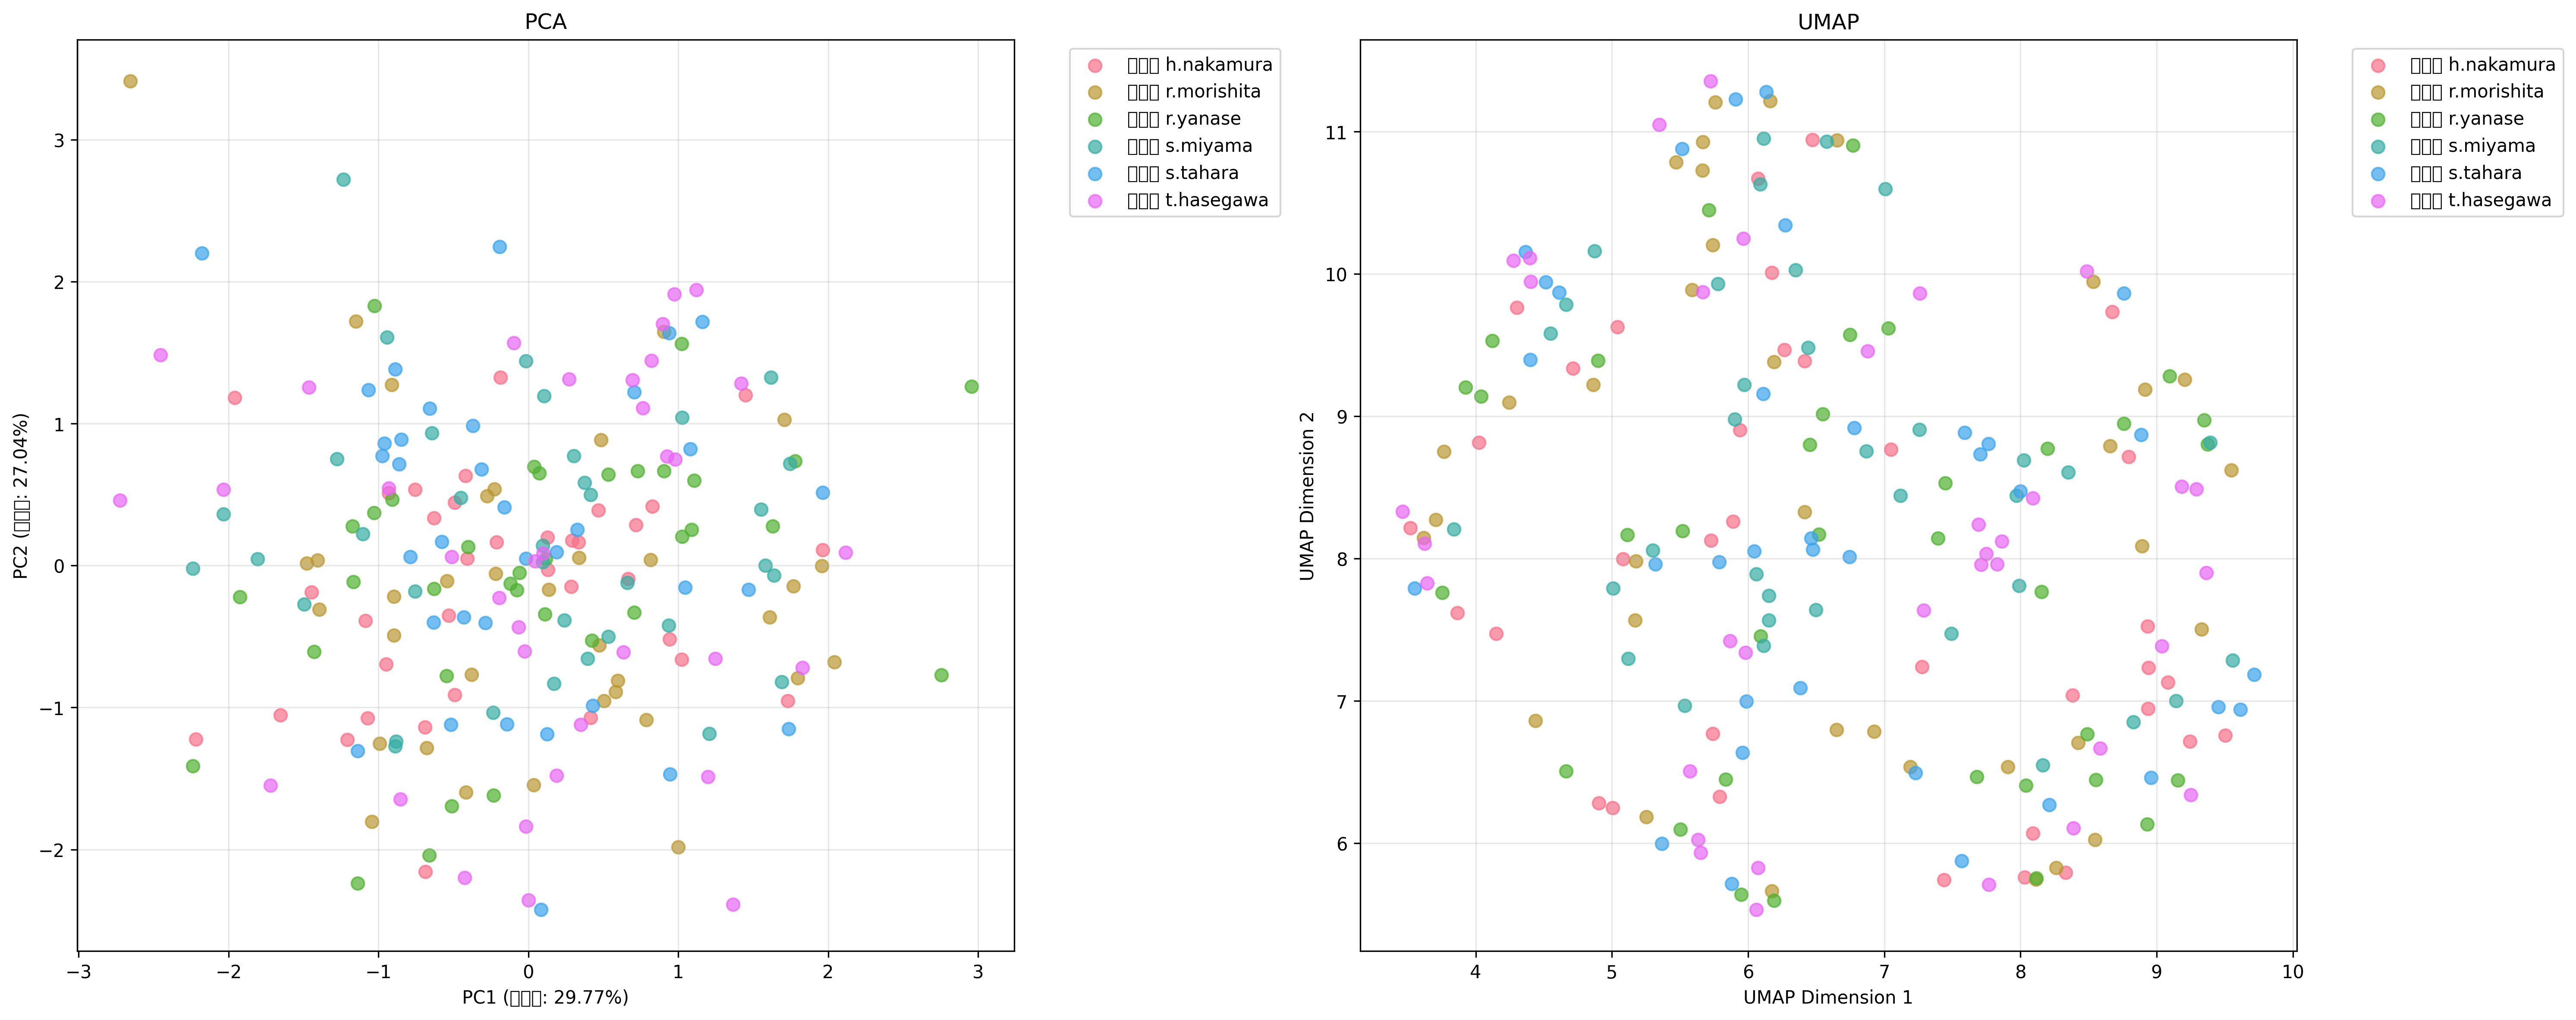 PCA
3
2
1
0
−1
−2
PC2 (□□□: 27.04%)
−3
−2
−1
0
1
2
3
PC1 (□□□: 29.77%)
□□□ h.nakamura
□□□ r.morishita
□□□ r.yanase
□□□ s.miyama
□□□ s.tahara
□□□ t.hasegawa
UMAP
11
10
9
8
7
6
UMAP Dimension 2
4
5
6
7
8
9
10
UMAP Dimension 1
□□□ h.nakamura
□□□ r.morishita
□□□ r.yanase
□□□ s.miyama
□□□ s.tahara
□□□ t.hasegawa